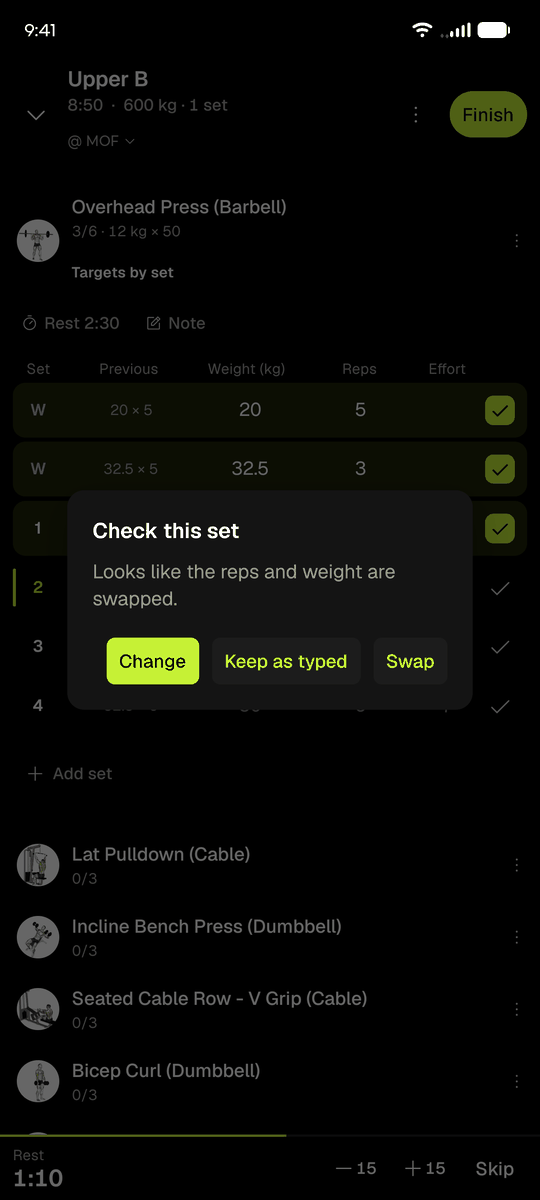 9:41
Upper B
8:50 · 600 kg · 1 set
@ MOF
Finish
Overhead Press (Barbell)
3/6 · 12 kg × 50
Targets by set
Rest 2:30
Note
Set Previous Weight (kg) Reps Effort
W 20 × 5 20 5
W 32.5 × 5 32.5 3
1
Check this set
Looks like the reps and weight are
swapped.
Change
Keep as typed
Swap
2
3
4
+ Add set
Lat Pulldown (Cable)
0/3
Incline Bench Press (Dumbbell)
0/3
Seated Cable Row - V Grip (Cable)
0/3
Bicep Curl (Dumbbell)
0/3
Rest
1:10
— 15
+ 15
Skip